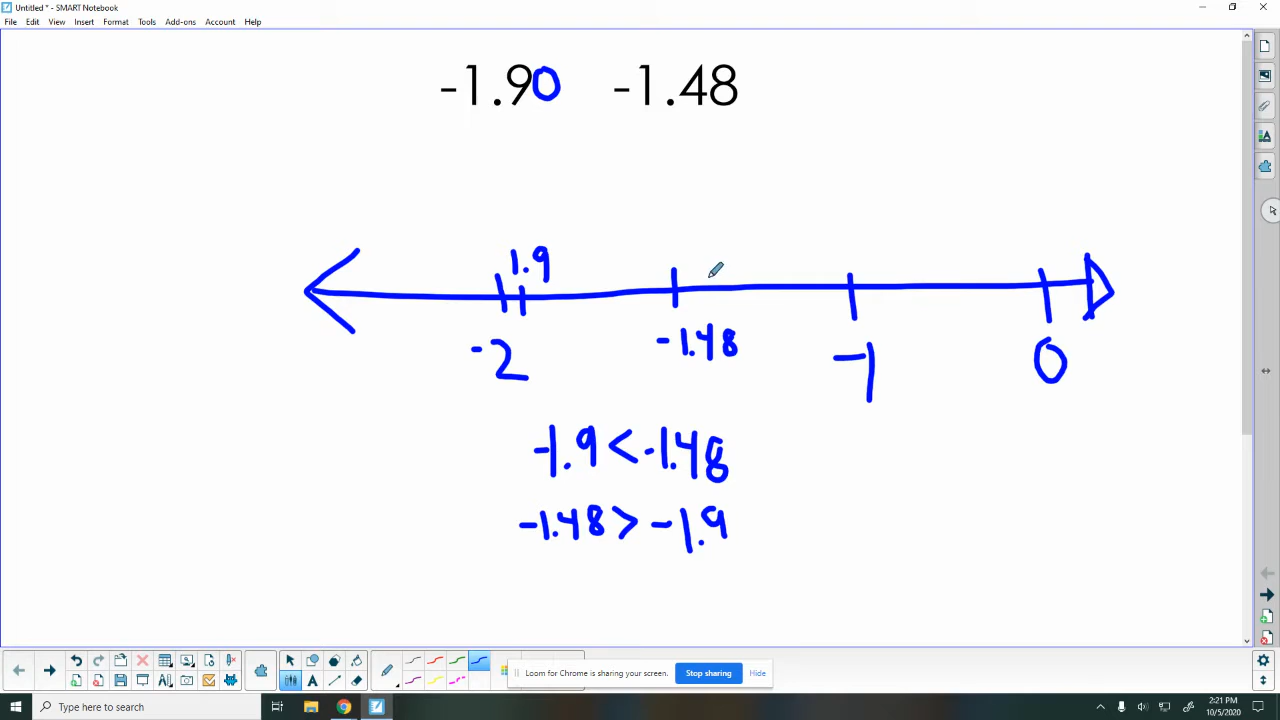 Untitled * - SMART Notebook
File Edit View Insert Format Tools Add-ons Account Help
-1.90 -1.48
1.9
-2 -1.48 -1 0
-1.9 < -1.48
-1.48 > -1.9
Loom for Chrome is sharing your screen. Stop sharing Hide
Type here to search
2:21 PM
10/5/2020